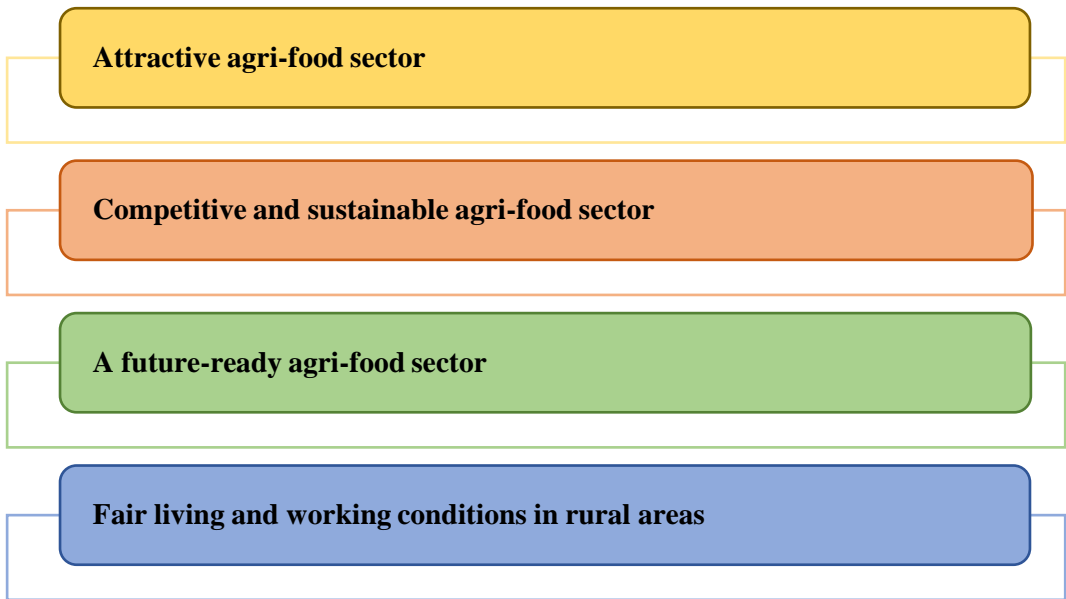 Attractive agri-food sector
Competitive and sustainable agri-food sector
A future-ready agri-food sector
Fair living and working conditions in rural areas